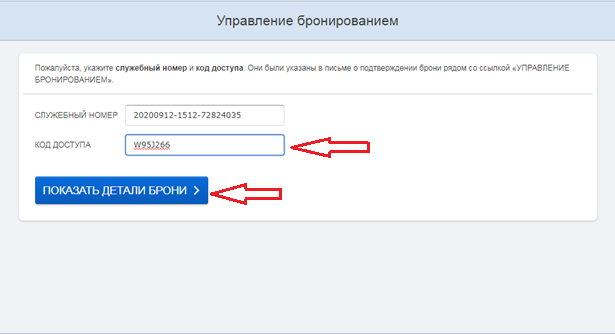 Управление бронированием
Пожалуйста, укажите служебный номер и код доступа. Они были указаны в письме о подтверждении брони рядом со ссылкой «УПРАВЛЕНИЕ
БРОНИРОВАНИЕМ».
СЛУЖЕБНЫЙ НОМЕР 20200912-1512-72824035
КОД ДОСТУПА W95J266
ПОКАЗАТЬ ДЕТАЛИ БРОНИ